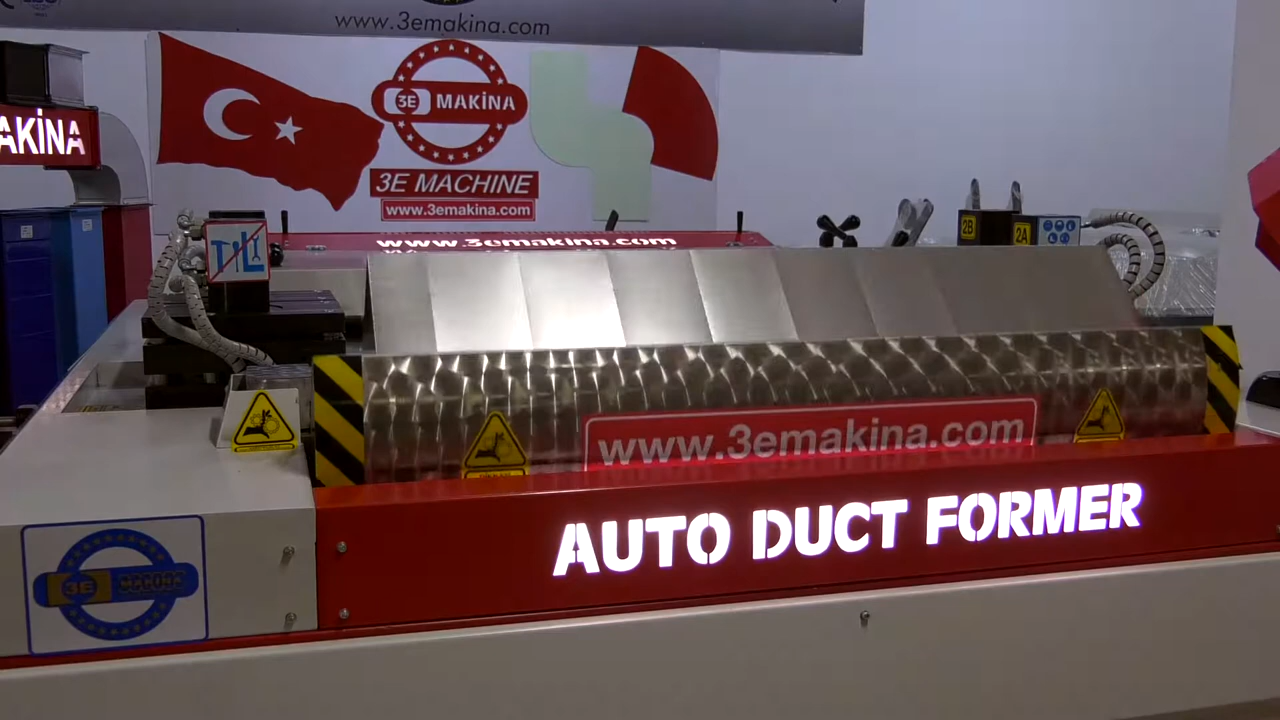 www.3emakina.com
AKİNA
3E MAKİNA
3E MACHINE
www.3emakina.com
www.3emakina.com
2B
2A
www.3emakina.com
AUTO DUCT FORMER
3E